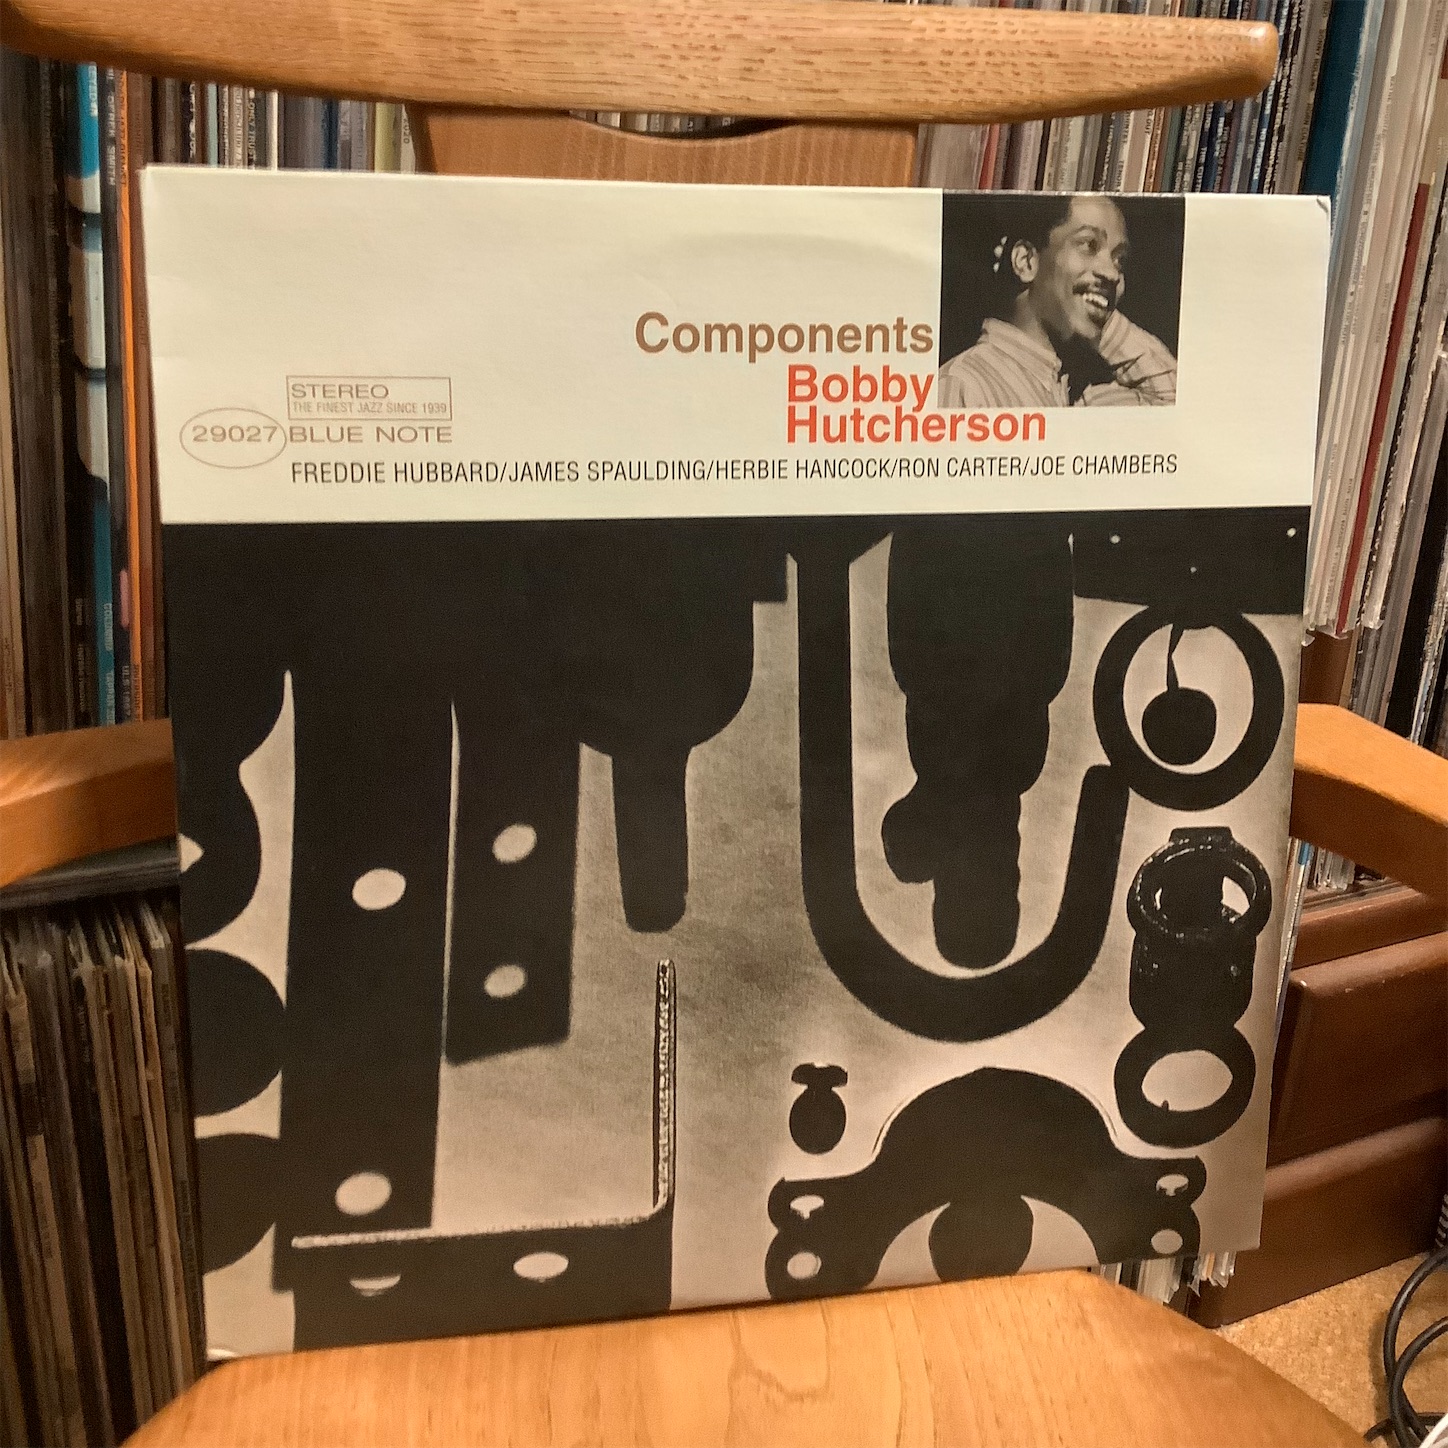 Components
Bobby
Hutcherson
STEREO
THE FINEST JAZZ SINCE 1939
29027 BLUE NOTE
FREDDIE HUBBARD/JAMES SPAULDING/HERBIE HANCOCK/RON CARTER/JOE CHAMBERS